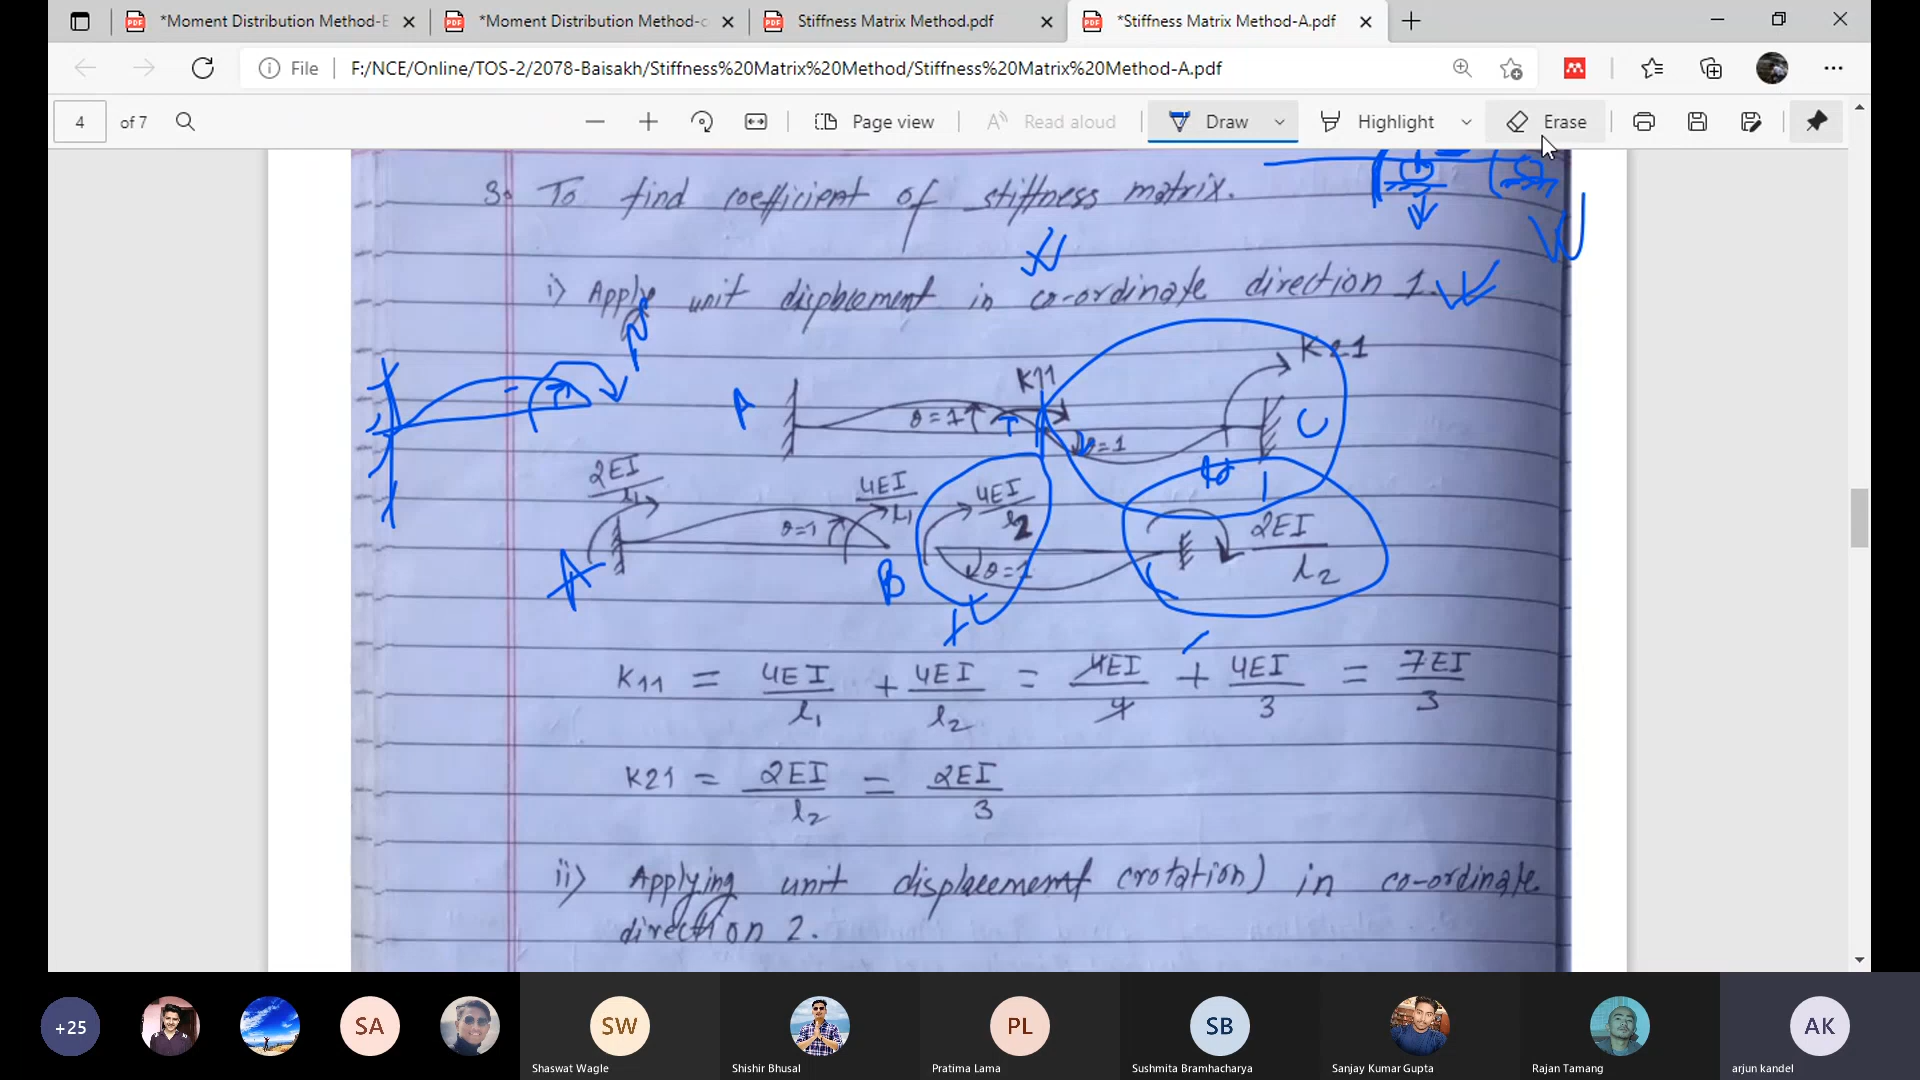 *Moment Distribution Method-E
*Moment Distribution Method-c
Stiffness Matrix Method.pdf
*Stiffness Matrix Method-A.pdf
File
F:/NCE/Online/TOS-2/2078-Baisakh/Stiffness%20Matrix%20Method/Stiffness%20Matrix%20Method-A.pdf
4 of 7
Page view
Read aloud
Draw
Highlight
Erase
3. To find coefficient of stiffness matrix.
i) Apply unit displcement in co-ordinate direction 1.
K11
K21
A
θ=1
θ=1
C
2EI/l1
4EI/l1
4EI/l2
θ=1
A
B
θ=1
2EI/l2
K11 = 4EI/l1 + 4EI/l2 = 4EI/4 + 4EI/3 = 7EI/3
K21 = 2EI/l2 = 2EI/3
ii) Applying unit displacement (rotation) in co-ordinate
direction 2.
+25
SA
SW
PL
SB
AK
Shaswat Wagle
Shishir Bhusal
Pratima Lama
Sushmita Bramhacharya
Sanjay Kumar Gupta
Rajan Tamang
arjun kandel